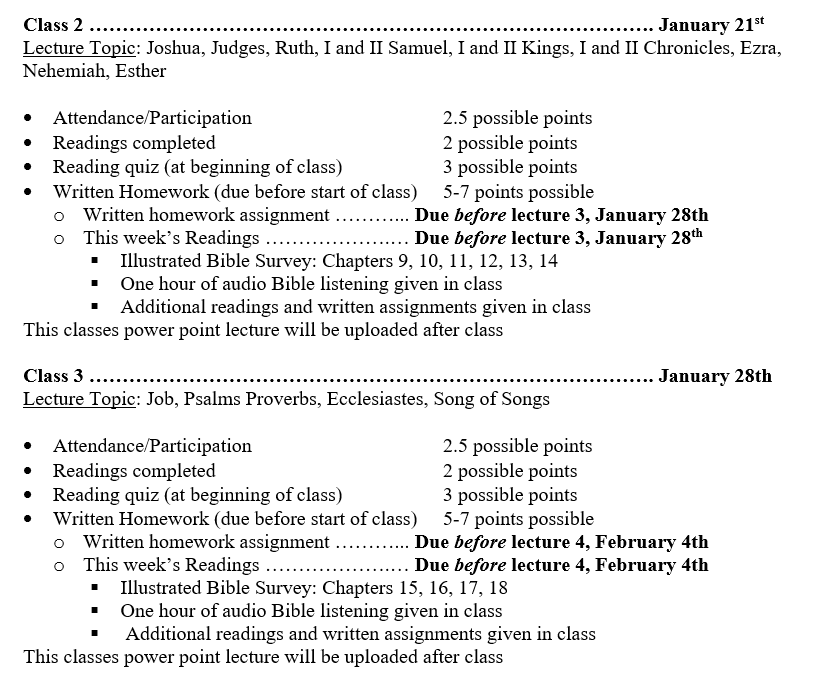 Class 2 ……………………………………………………………………… January 21st
Lecture Topic: Joshua, Judges, Ruth, I and II Samuel, I and II Kings, I and II Chronicles, Ezra,
Nehemiah, Esther
• Attendance/Participation 2.5 possible points
• Readings completed 2 possible points
• Reading quiz (at beginning of class) 3 possible points
• Written Homework (due before start of class) 5-7 points possible
o Written homework assignment ……….. Due before lecture 3, January 28th
o This week’s Readings ………………….. Due before lecture 3, January 28th
▪ Illustrated Bible Survey: Chapters 9, 10, 11, 12, 13, 14
▪ One hour of audio Bible listening given in class
▪ Additional readings and written assignments given in class
This classes power point lecture will be uploaded after class
Class 3 ……………………………………………………………………… January 28th
Lecture Topic: Job, Psalms Proverbs, Ecclesiastes, Song of Songs
• Attendance/Participation 2.5 possible points
• Readings completed 2 possible points
• Reading quiz (at beginning of class) 3 possible points
• Written Homework (due before start of class) 5-7 points possible
o Written homework assignment ……….. Due before lecture 4, February 4th
o This week’s Readings ………………….. Due before lecture 4, February 4th
▪ Illustrated Bible Survey: Chapters 15, 16, 17, 18
▪ One hour of audio Bible listening given in class
▪ Additional readings and written assignments given in class
This classes power point lecture will be uploaded after class